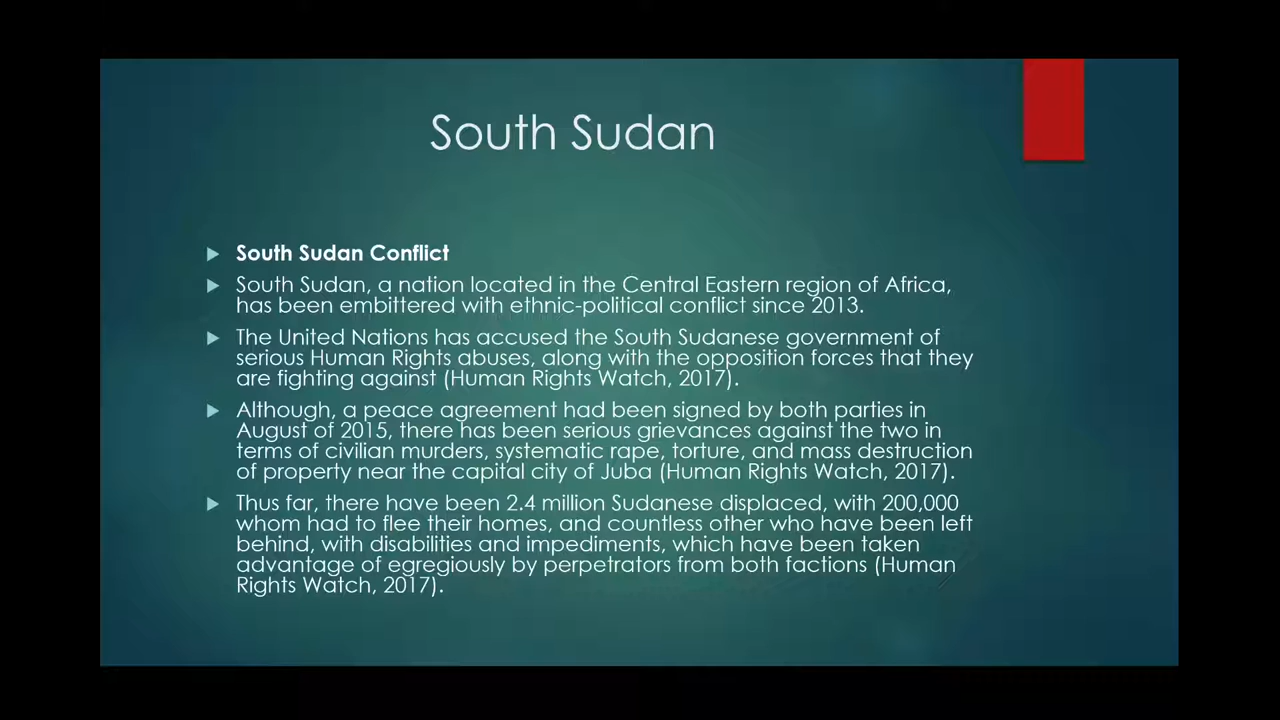 South Sudan
South Sudan Conflict
South Sudan, a nation located in the Central Eastern region of Africa,
has been embittered with ethnic-political conflict since 2013.
The United Nations has accused the South Sudanese government of
serious Human Rights abuses, along with the opposition forces that they
are fighting against (Human Rights Watch, 2017).
Although, a peace agreement had been signed by both parties in
August of 2015, there has been serious grievances against the two in
terms of civilian murders, systematic rape, torture, and mass destruction
of property near the capital city of Juba (Human Rights Watch, 2017).
Thus far, there have been 2.4 million Sudanese displaced, with 200,000
whom had to flee their homes, and countless other who have been left
behind, with disabilities and impediments, which have been taken
advantage of egregiously by perpetrators from both factions (Human
Rights Watch, 2017).